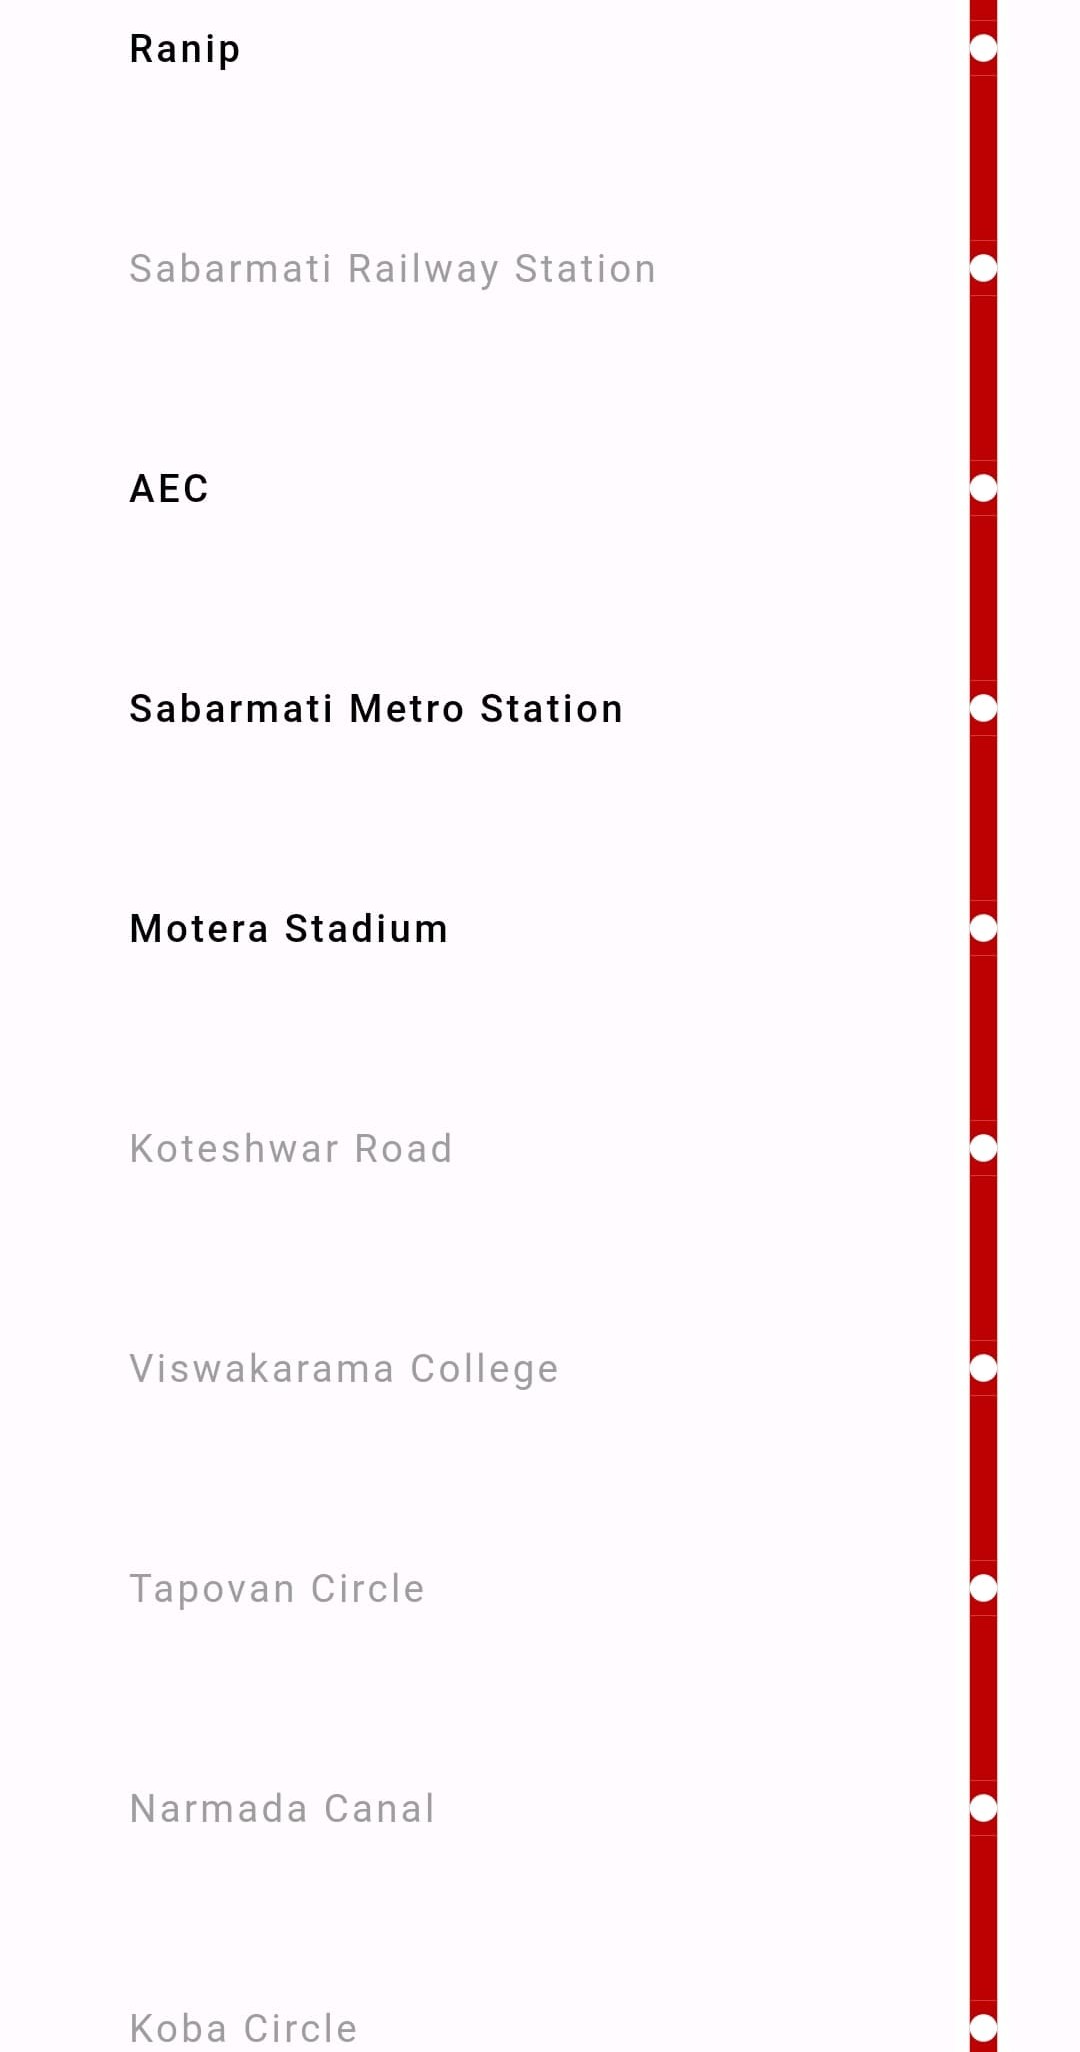 Ranip
Sabarmati Railway Station
AEC
Sabarmati Metro Station
Motera Stadium
Koteshwar Road
Viswakarama College
Tapovan Circle
Narmada Canal
Koba Circle